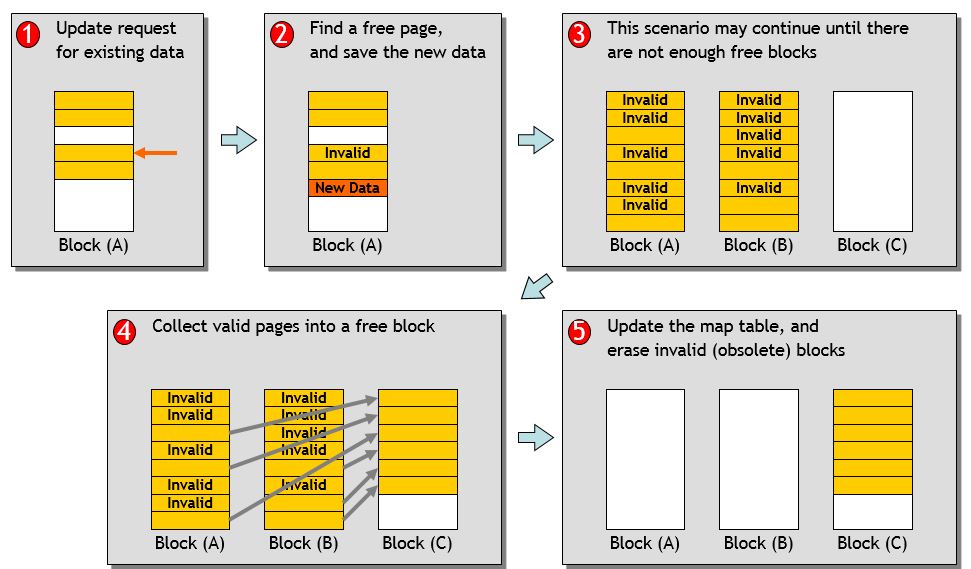 1
Update request
for existing data
Block (A)
2
Find a free page,
and save the new data
Invalid
New Data
Block (A)
3
This scenario may continue until there
are not enough free blocks
Invalid
Invalid
Invalid
Invalid
Invalid
Block (A)
Invalid
Invalid
Invalid
Invalid
Invalid
Block (B)
Block (C)
4
Collect valid pages into a free block
Invalid
Invalid
Invalid
Invalid
Invalid
Block (A)
Invalid
Invalid
Invalid
Invalid
Invalid
Block (B)
Block (C)
5
Update the map table, and
erase invalid (obsolete) blocks
Block (A)
Block (B)
Block (C)